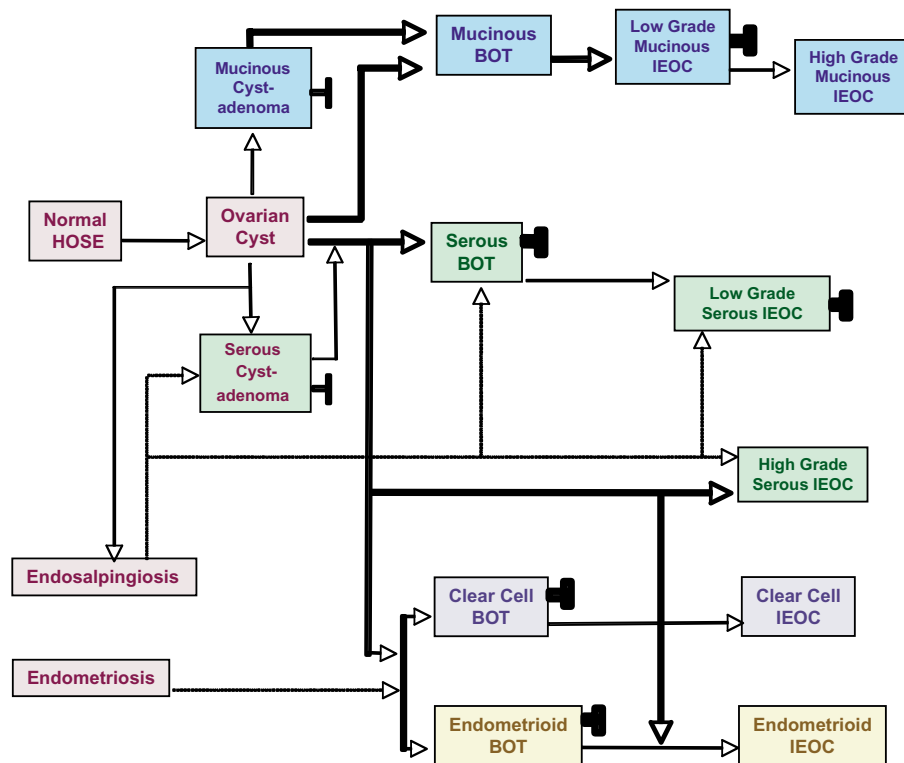 Mucinous
BOT
Low Grade
Mucinous
IEOC
High Grade
Mucinous
IEOC
Mucinous
Cyst-
adenoma
Normal
HOSE
Ovarian
Cyst
Serous
BOT
Low Grade
Serous IEOC
Serous
Cyst-
adenoma
High Grade
Serous IEOC
Endosalpingiosis
Clear Cell
BOT
Clear Cell
IEOC
Endometriosis
Endometrioid
BOT
Endometrioid
IEOC